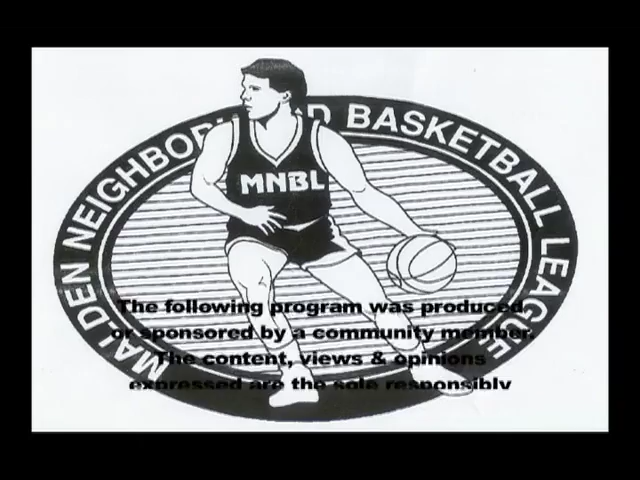 MALDEN NEIGHBORHOOD BASKETBALL LEAGUE
MNBL
The following program was produced
or sponsored by a community member.
The content, views & opinions
expressed are the sole responsibly